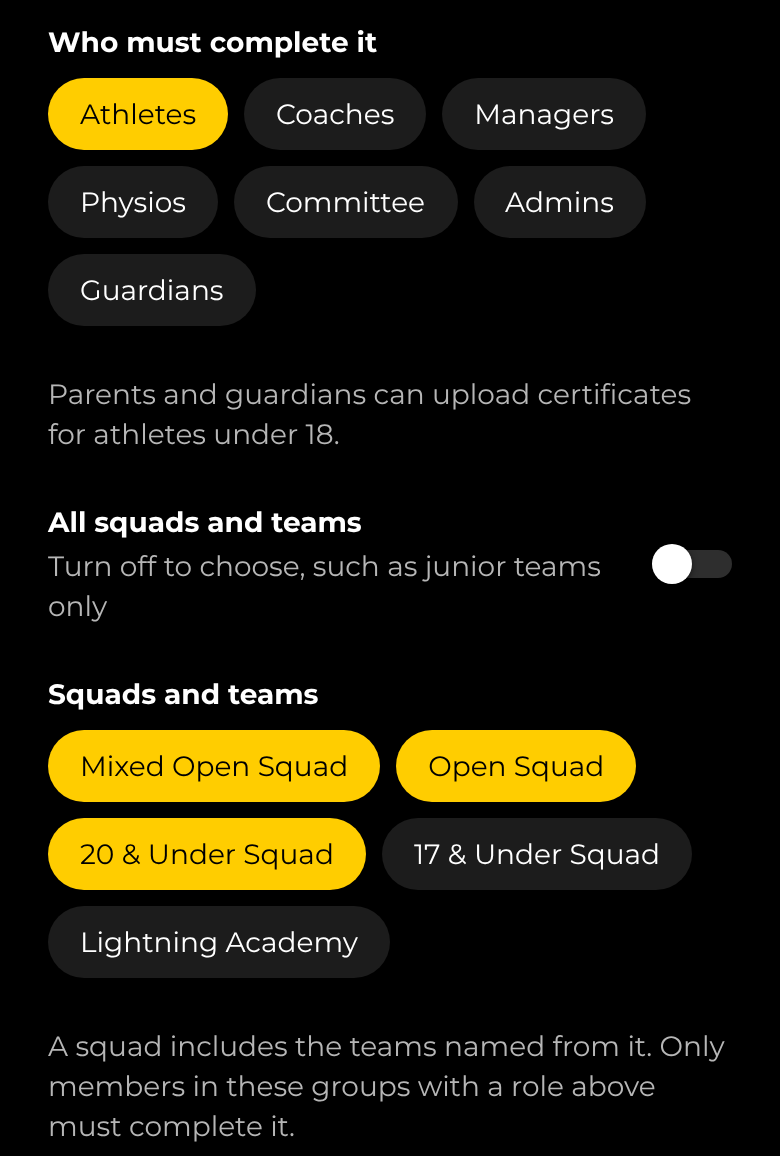 Who must complete it
Athletes
Coaches
Managers
Physios
Committee
Admins
Guardians
Parents and guardians can upload certificates
for athletes under 18.
All squads and teams
Turn off to choose, such as junior teams
only
Squads and teams
Mixed Open Squad
Open Squad
20 & Under Squad
17 & Under Squad
Lightning Academy
A squad includes the teams named from it. Only
members in these groups with a role above
must complete it.